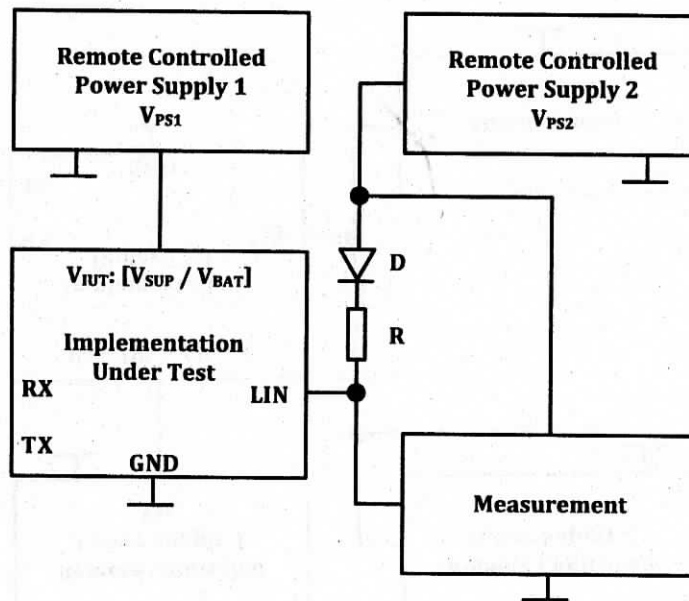 Remote Controlled
Power Supply 1
VPS1
Remote Controlled
Power Supply 2
VPS2
D
R
VIUT: [VSUP / VBAT]
Implementation
Under Test
RX
LIN
TX
GND
Measurement